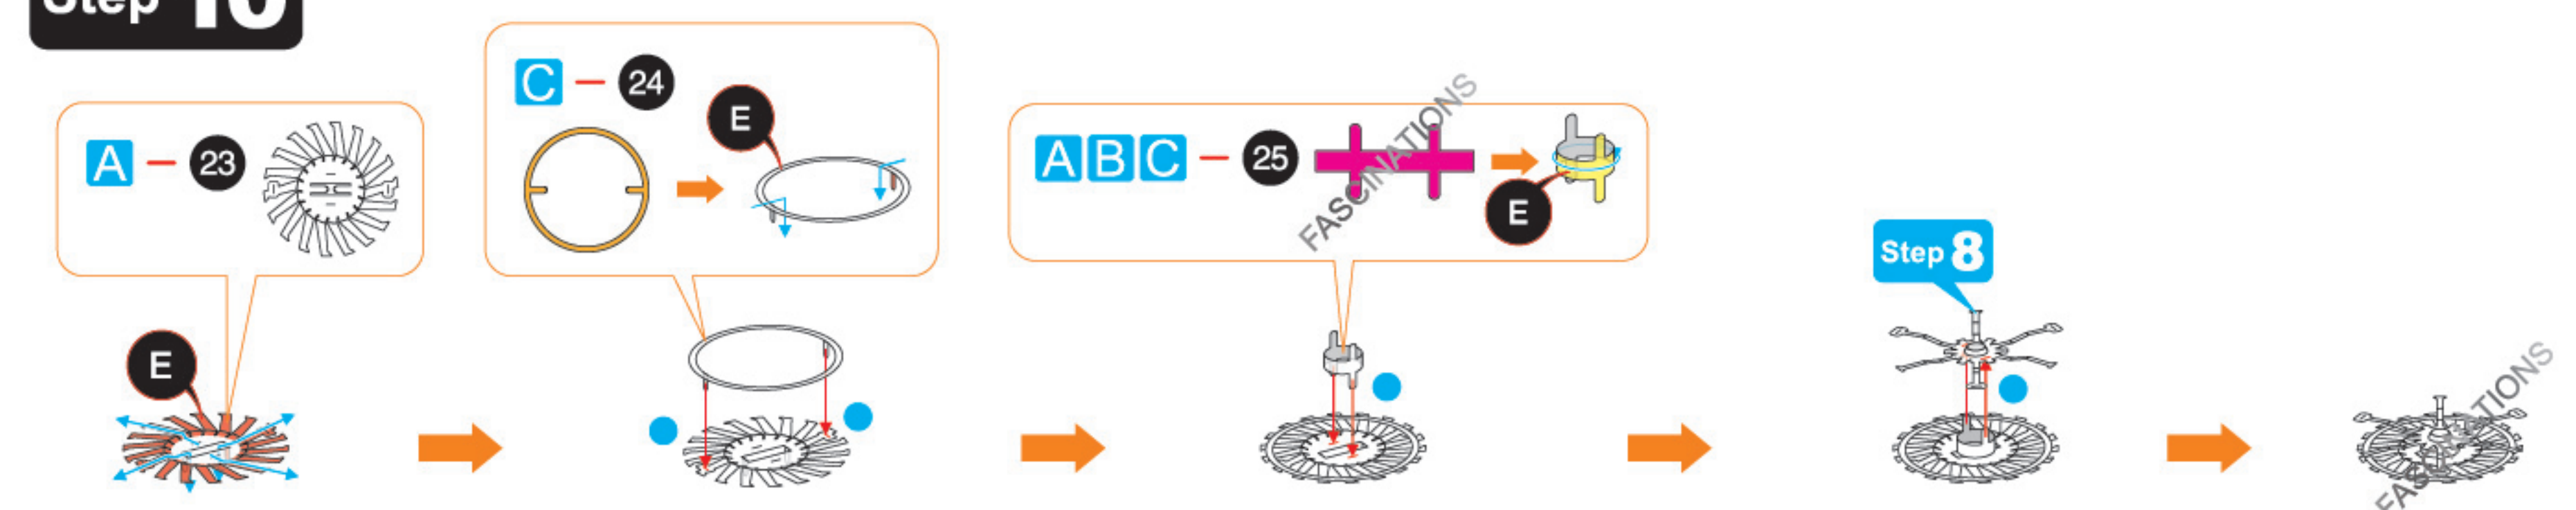 Step 10
A - 23
E
C - 24
E
A B C - 25
E
FASCINATIONS
Step 8
FASCINATIONS